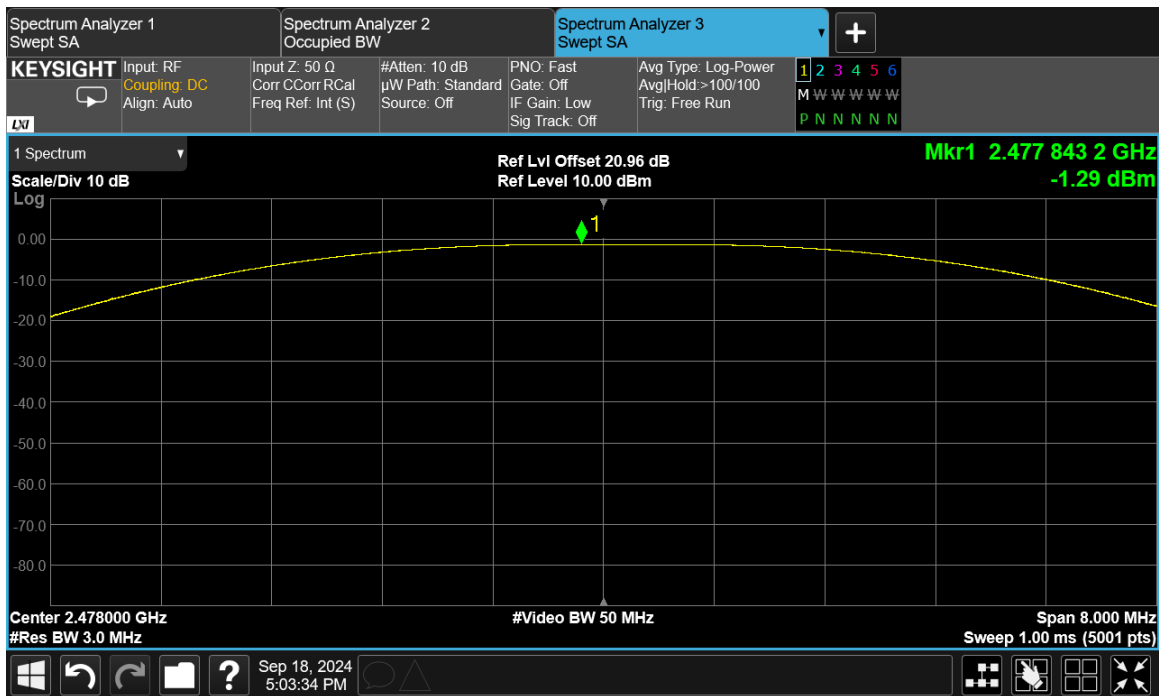 Spectrum Analyzer 1
Swept SA
Spectrum Analyzer 2
Occupied BW
Spectrum Analyzer 3
Swept SA
KEYSIGHT
LXI
Input: RF
Coupling: DC
Align: Auto
Input Z: 50 Ω
Corr CCorr RCal
Freq Ref: Int (S)
#Atten: 10 dB
µW Path: Standard
Source: Off
PNO: Fast
Gate: Off
IF Gain: Low
Sig Track: Off
Avg Type: Log-Power
Avg|Hold:>100/100
Trig: Free Run
1 2 3 4 5 6
M W W W W W
P N N N N N
1 Spectrum
Scale/Div 10 dB
Log
Ref Lvl Offset 20.96 dB
Ref Level 10.00 dBm
Mkr1 2.477 843 2 GHz
-1.29 dBm
1
0.00
-10.0
-20.0
-30.0
-40.0
-50.0
-60.0
-70.0
-80.0
Center 2.478000 GHz
#Res BW 3.0 MHz
#Video BW 50 MHz
Span 8.000 MHz
Sweep 1.00 ms (5001 pts)
?
Sep 18, 2024
5:03:34 PM